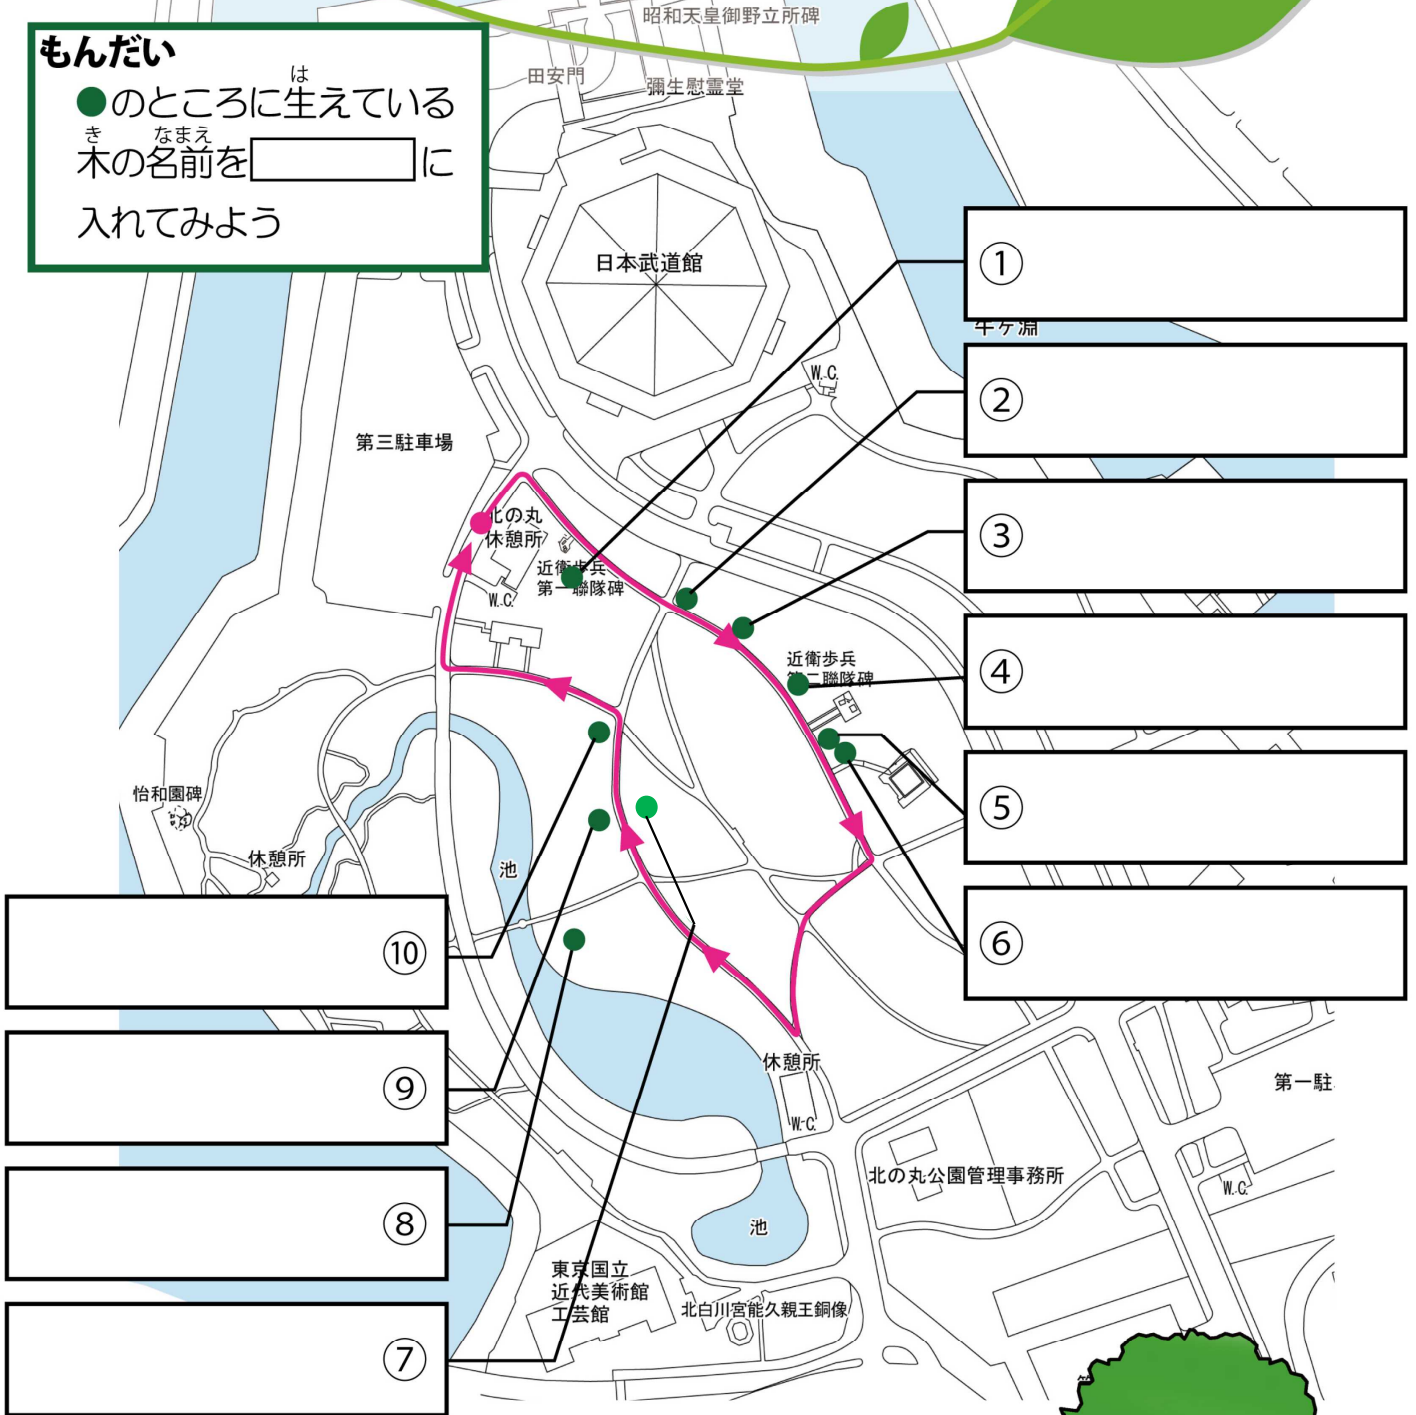 昭和天皇御野立所碑
もんだい
は
●のところに生えている
き なまえ
木の名前を に
入れてみよう
田安門
彌生慰霊堂
日本武道館
①
牛ヶ淵
W.C.
②
第三駐車場
③
北の丸
休憩所
近衛歩兵
第一聯隊碑
W.C.
④
近衛歩兵
第二聯隊碑
⑤
怡和園碑
休憩所
池
⑥
⑩
⑨
休憩所
第一駐
W.C.
北の丸公園管理事務所
W.C.
⑧
池
東京国立
近代美術館
工芸館
北白川宮能久親王銅像
⑦